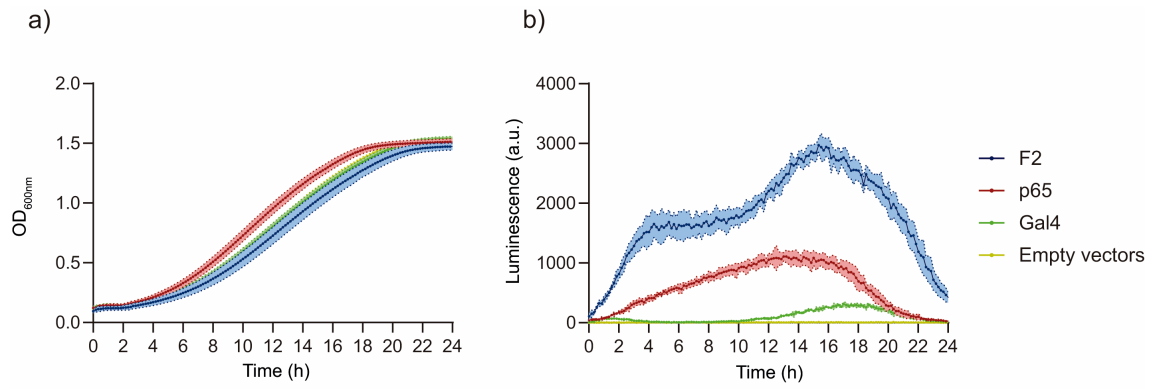 a)
2.0
1.5
1.0
0.5
0.0
OD600nm
0 2 4 6 8 10 12 14 16 18 20 22 24
Time (h)
b)
4000
3000
2000
1000
0
Luminescence (a.u.)
0 2 4 6 8 10 12 14 16 18 20 22 24
Time (h)
F2
p65
Gal4
Empty vectors